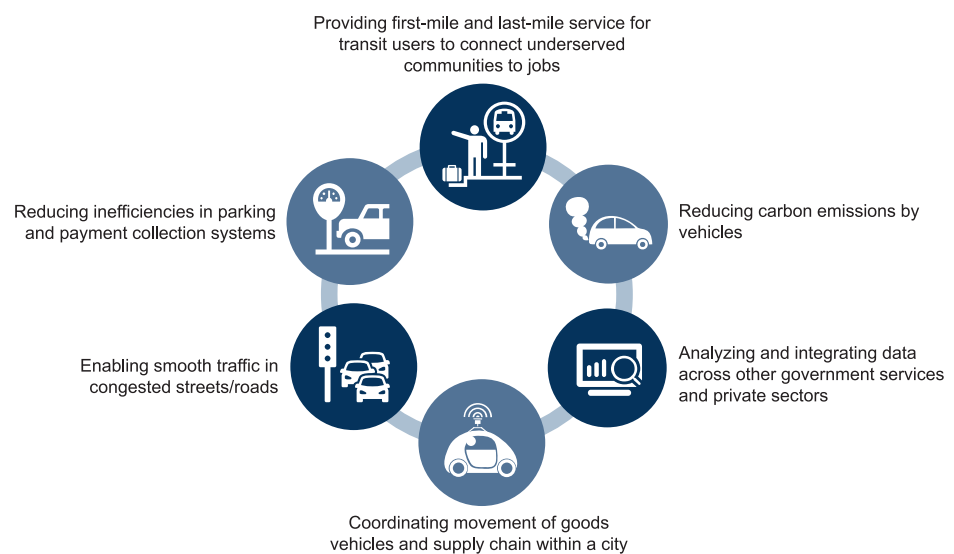 Providing first-mile and last-mile service for
transit users to connect underserved
communities to jobs
Reducing carbon emissions by
vehicles
Analyzing and integrating data
across other government services
and private sectors
Coordinating movement of goods
vehicles and supply chain within a city
Enabling smooth traffic in
congested streets/roads
Reducing inefficiencies in parking
and payment collection systems